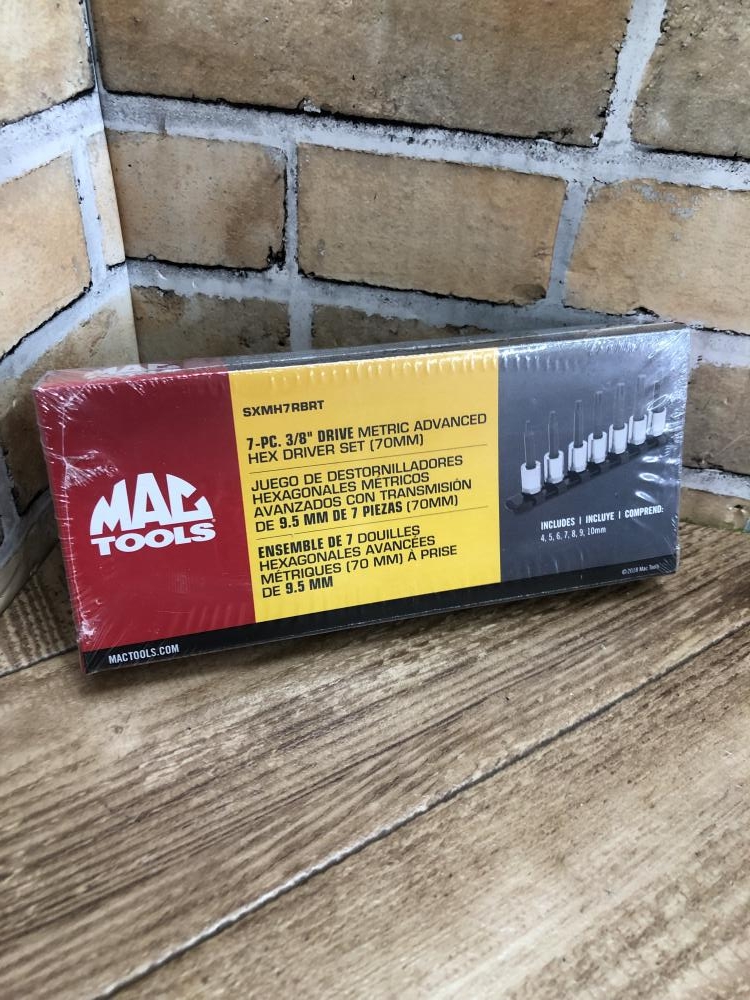 MAC
TOOLS
SXMH7RBRT
7-PC. 3/8" DRIVE METRIC ADVANCED
HEX DRIVER SET (70MM)
JUEGO DE DESTORNILLADORES
HEXAGONALES MÉTRICOS
AVANZADOS CON TRANSMISIÓN
DE 9.5 MM DE 7 PIEZAS (70MM)
ENSEMBLE DE 7 DOUILLES
HEXAGONALES AVANCÉES
MÉTRIQUES (70 MM) À PRISE
DE 9.5 MM
INCLUDES | INCLUYE | COMPREND:
4, 5, 6, 7, 8, 9, 10mm
©2018 Mac Tools
MACTOOLS.COM